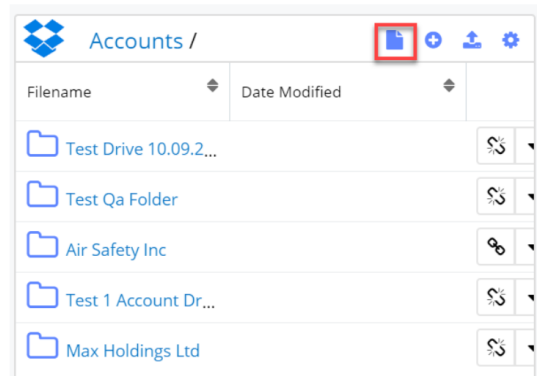 Accounts /
Filename Date Modified
Test Drive 10.09.2...
Test Qa Folder
Air Safety Inc
Test 1 Account Dr...
Max Holdings Ltd